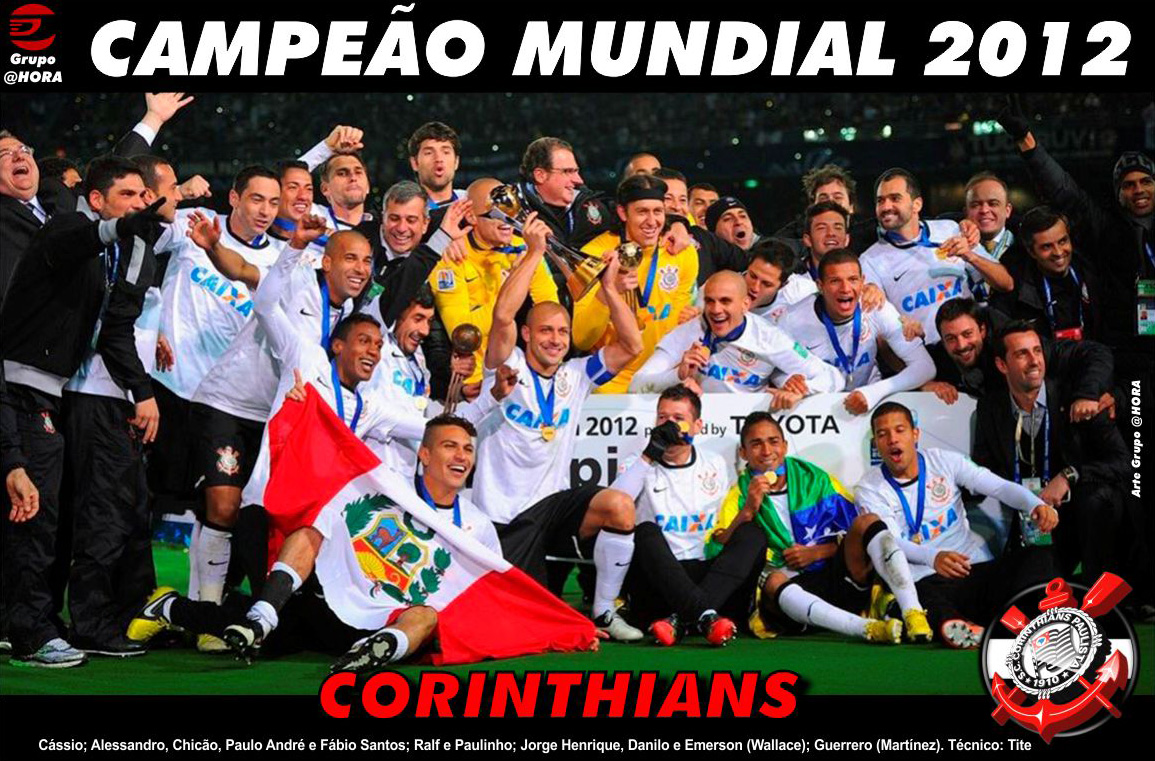 CAMPEÃO MUNDIAL 2012
Grupo
@HORA
CAIXA
CAIXA
CAIXA
CAIXA
CAIXA
CAIXA
2012 presented by TOYOTA
Arte Grupo @HORA
S.C. CORINTHIANS PAULISTA
1910
CORINTHIANS
Cássio; Alessandro, Chicão, Paulo André e Fábio Santos; Ralf e Paulinho; Jorge Henrique, Danilo e Emerson (Wallace); Guerrero (Martínez). Técnico: Tite